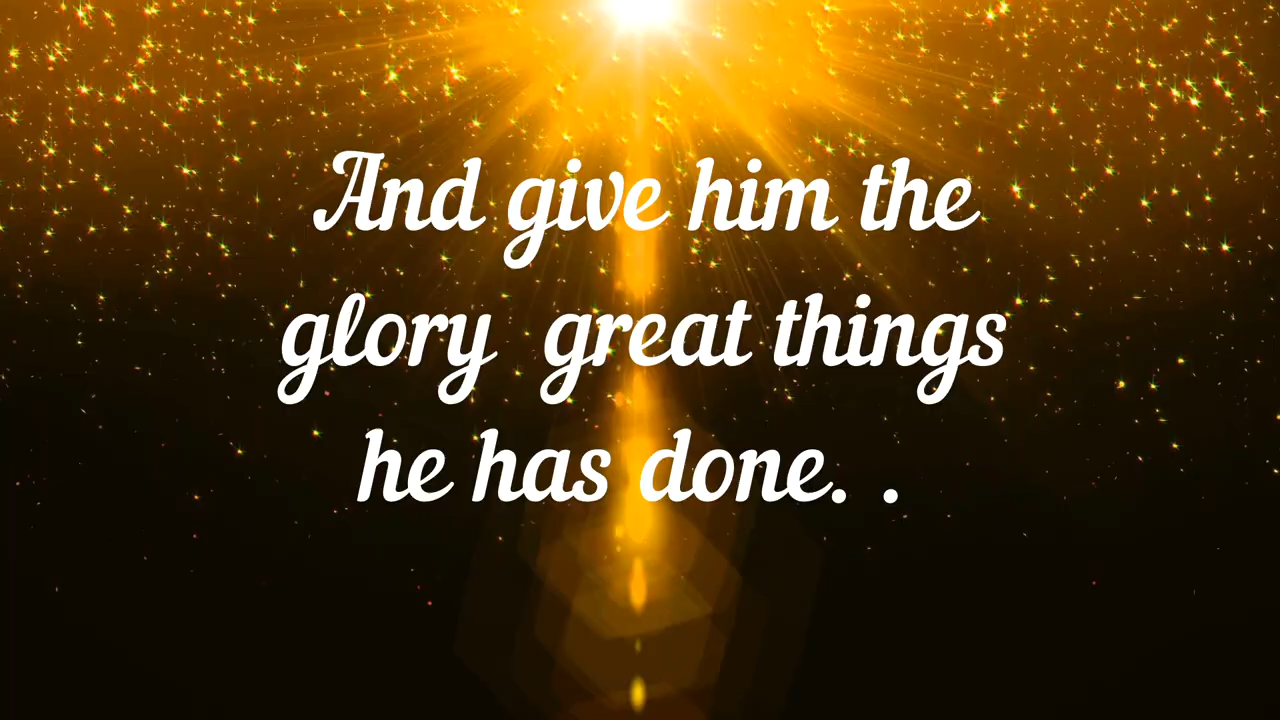 And give him the
glory  great things
he has done. .